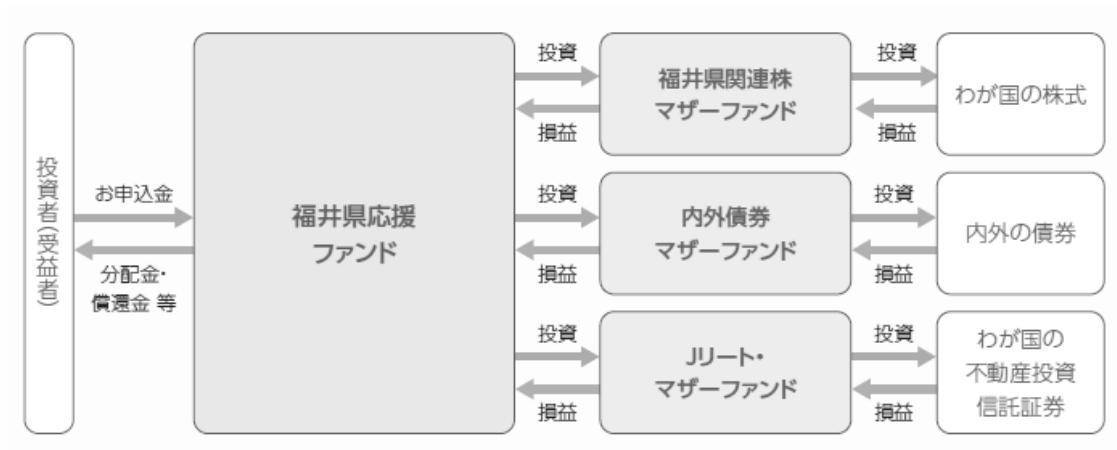 投資者(受益者)
お申込金
分配金・
償還金 等
福井県応援
ファンド
投資
損益
福井県関連株
マザーファンド
投資
損益
わが国の株式
投資
損益
内外債券
マザーファンド
投資
損益
内外の債券
投資
損益
Jリート・
マザーファンド
投資
損益
わが国の
不動産投資
信託証券